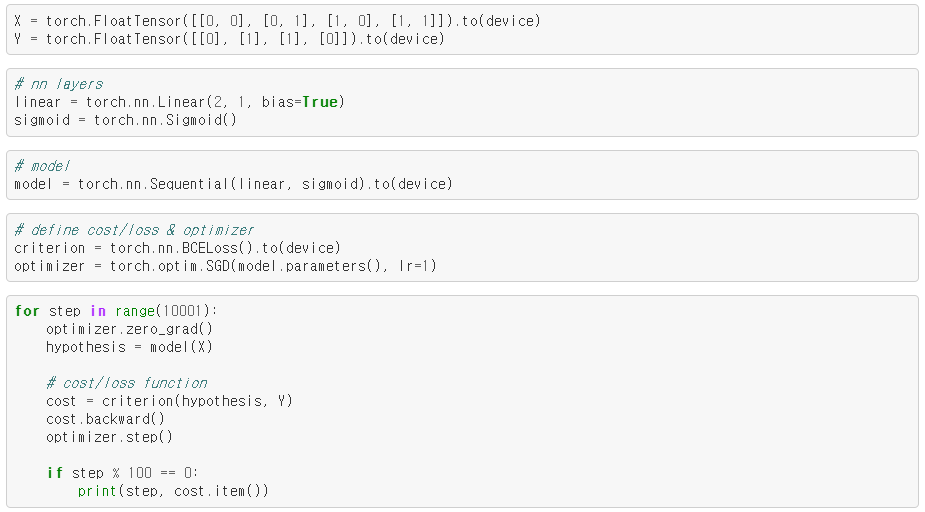 X = torch.FloatTensor([[0, 0], [0, 1], [1, 0], [1, 1]]).to(device)
Y = torch.FloatTensor([[0], [1], [1], [0]]).to(device)
# nn layers
linear = torch.nn.Linear(2, 1, bias=True)
sigmoid = torch.nn.Sigmoid()
# model
model = torch.nn.Sequential(linear, sigmoid).to(device)
# define cost/loss & optimizer
criterion = torch.nn.BCELoss().to(device)
optimizer = torch.optim.SGD(model.parameters(), lr=1)
for step in range(10001):
    optimizer.zero_grad()
    hypothesis = model(X)
    # cost/loss function
    cost = criterion(hypothesis, Y)
    cost.backward()
    optimizer.step()
    if step % 100 == 0:
        print(step, cost.item())